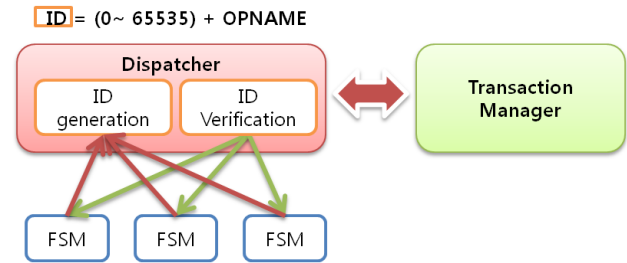 ID = (0~ 65535) + OPNAME
Dispatcher
ID
generation
ID
Verification
Transaction
Manager
FSM
FSM
FSM